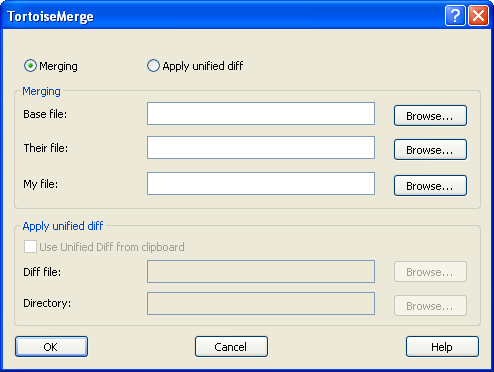 TortoiseMerge
Merging Apply unified diff
Merging
Base file: Browse...
Their file: Browse...
My file: Browse...
Apply unified diff
Use Unified Diff from clipboard
Diff file: Browse...
Directory: Browse...
OK Cancel Help